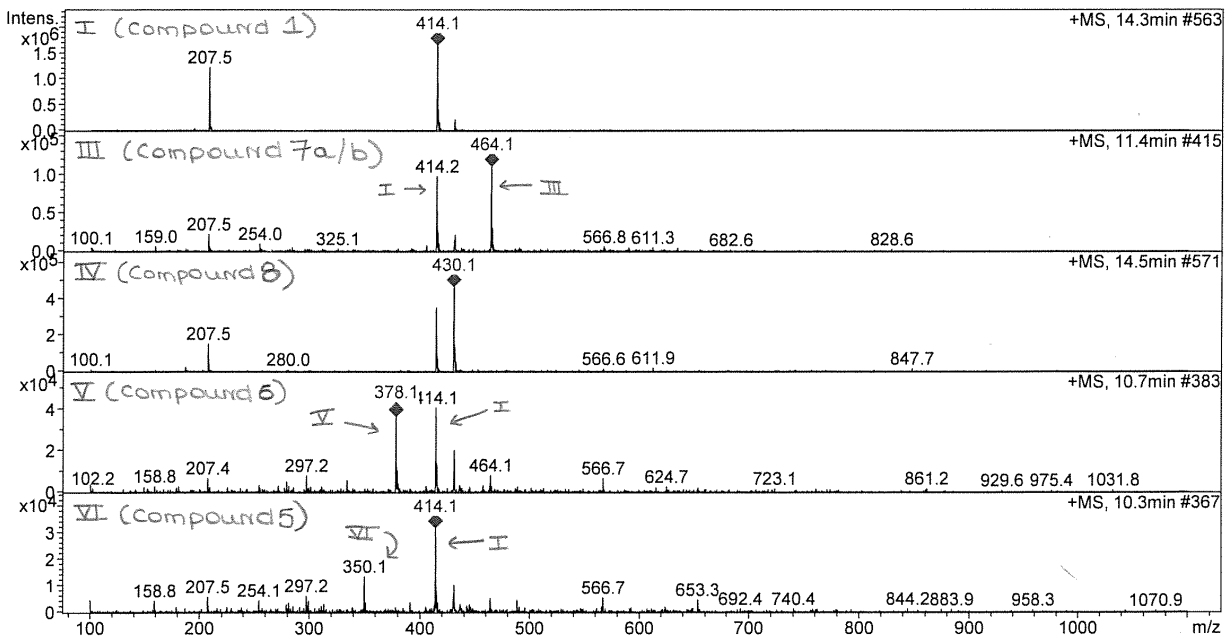 Intens.
I (Compound 1)
+MS, 14.3min #563
x10^6
1.5
1.0
0.5
0.0
207.5
414.1
III (Compound 7a/b)
+MS, 11.4min #415
x10^5
1.0
0.5
0.0
100.1 159.0 207.5 254.0 325.1 414.2 464.1 566.8 611.3 682.6 828.6
I → ← III
IV (Compound 8)
+MS, 14.5min #571
x10^5
4
2
0
100.1 207.5 280.0 430.1 566.6 611.9 847.7
V (Compound 6)
+MS, 10.7min #383
x10^4
4
2
0
102.2 158.8 207.4 297.2 378.1 414.1 464.1 566.7 624.7 723.1 861.2 929.6 975.4 1031.8
V I
VI (Compound 5)
+MS, 10.3min #367
x10^4
3
2
1
0
158.8 207.5 254.1 297.2 350.1 414.1 566.7 653.3 692.4 740.4 844.2 883.9 958.3 1070.9
VI ← I
100 200 300 400 500 600 700 800 900 1000 m/z